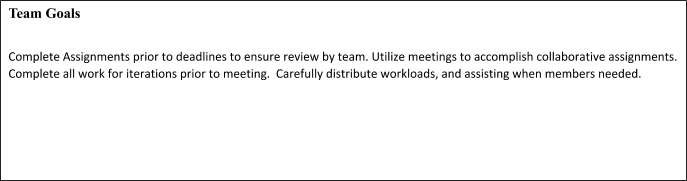 Team Goals
Complete Assignments prior to deadlines to ensure review by team. Utilize meetings to accomplish collaborative assignments.
Complete all work for iterations prior to meeting.  Carefully distribute workloads, and assisting when members needed.